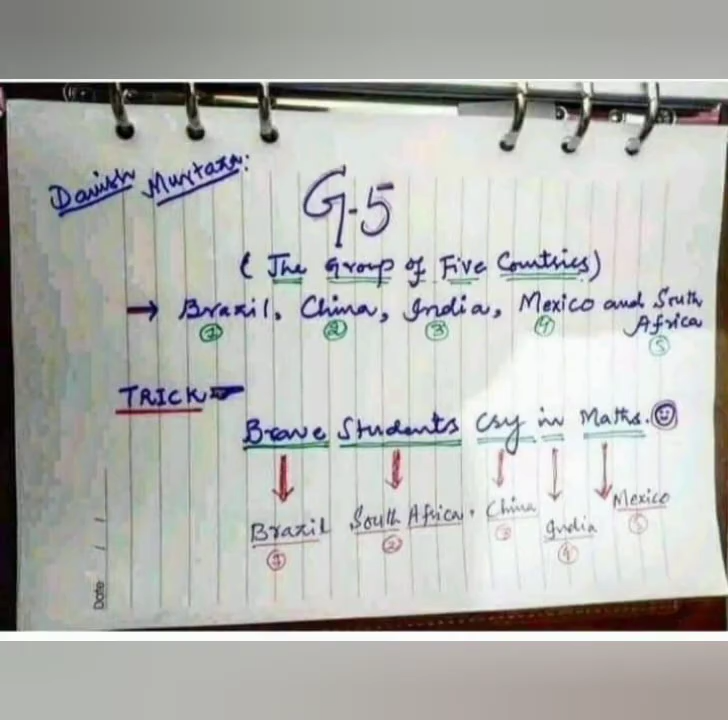 Danish Murtaza:
G-5
( The Group of Five Countries)
→ Brazil, China, India, Mexico and South Africa
① ② ③ ④ ⑤
TRICK
Brave Students Cry in Maths. ☺
Brazil South Africa. China India Mexico
① ② ③ ④ ⑤
Date / /